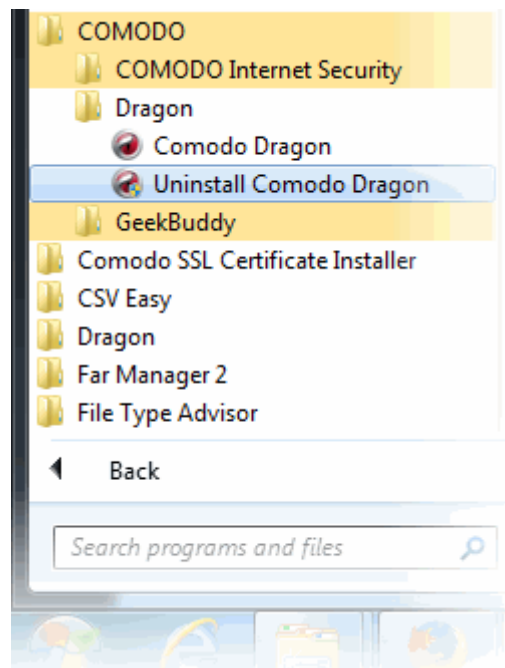 COMODO
COMODO Internet Security
Dragon
Comodo Dragon
Uninstall Comodo Dragon
GeekBuddy
Comodo SSL Certificate Installer
CSV Easy
Dragon
Far Manager 2
File Type Advisor
Back
Search programs and files